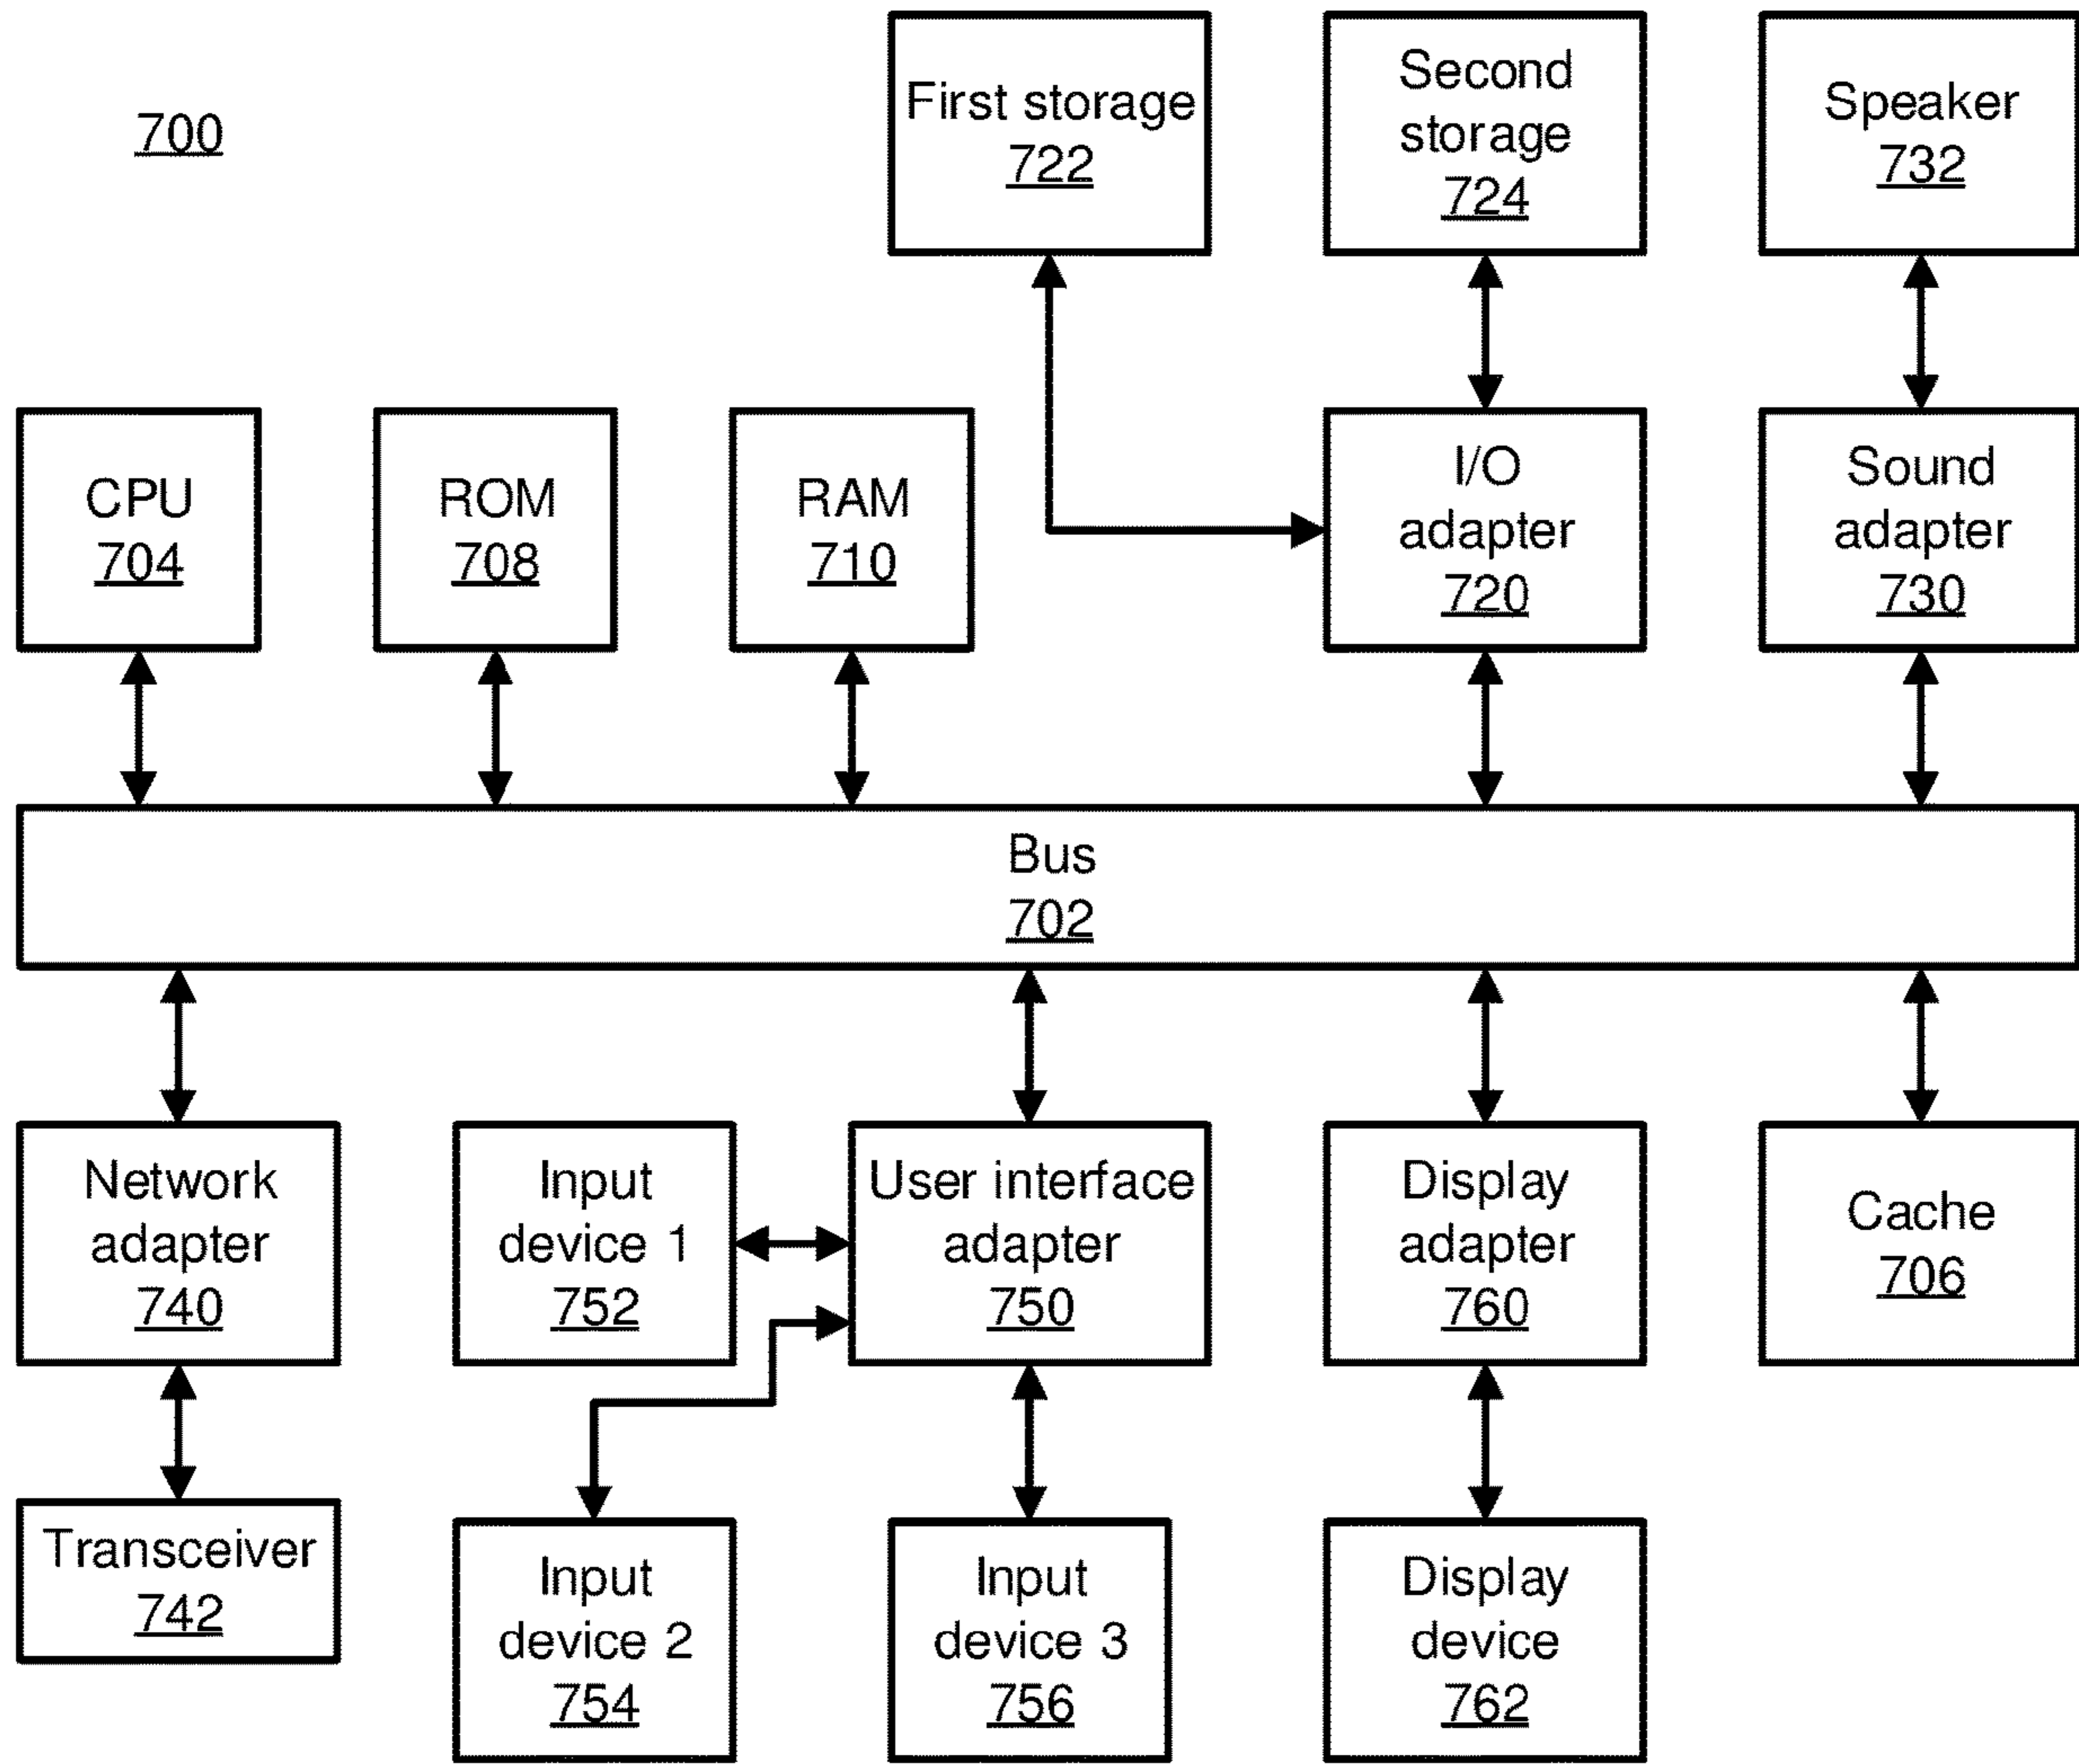 700
First storage
722
Second
storage
724
Speaker
732
CPU
704
ROM
708
RAM
710
I/O
adapter
720
Sound
adapter
730
Bus
702
Network
adapter
740
Input
device 1
752
User interface
adapter
750
Display
adapter
760
Cache
706
Transceiver
742
Input
device 2
754
Input
device 3
756
Display
device
762